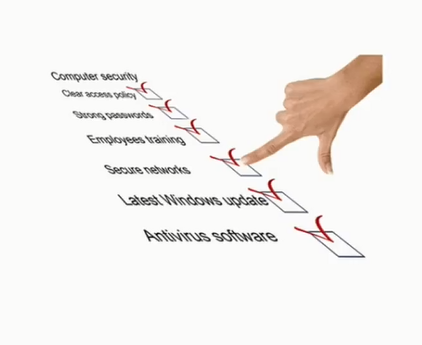 Computer security
Clear access policy
Strong passwords
Employees training
Secure networks
Latest Windows update
Antivirus software